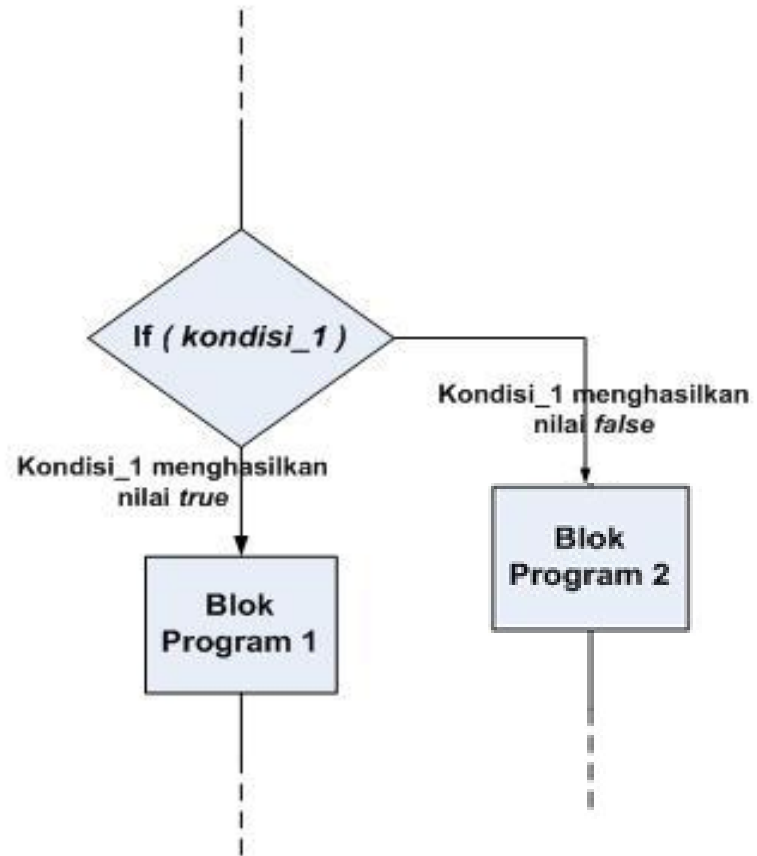 If ( kondisi_1 )
Kondisi_1 menghasilkan
nilai false
Kondisi_1 menghasilkan
nilai true
Blok
Program 2
Blok
Program 1